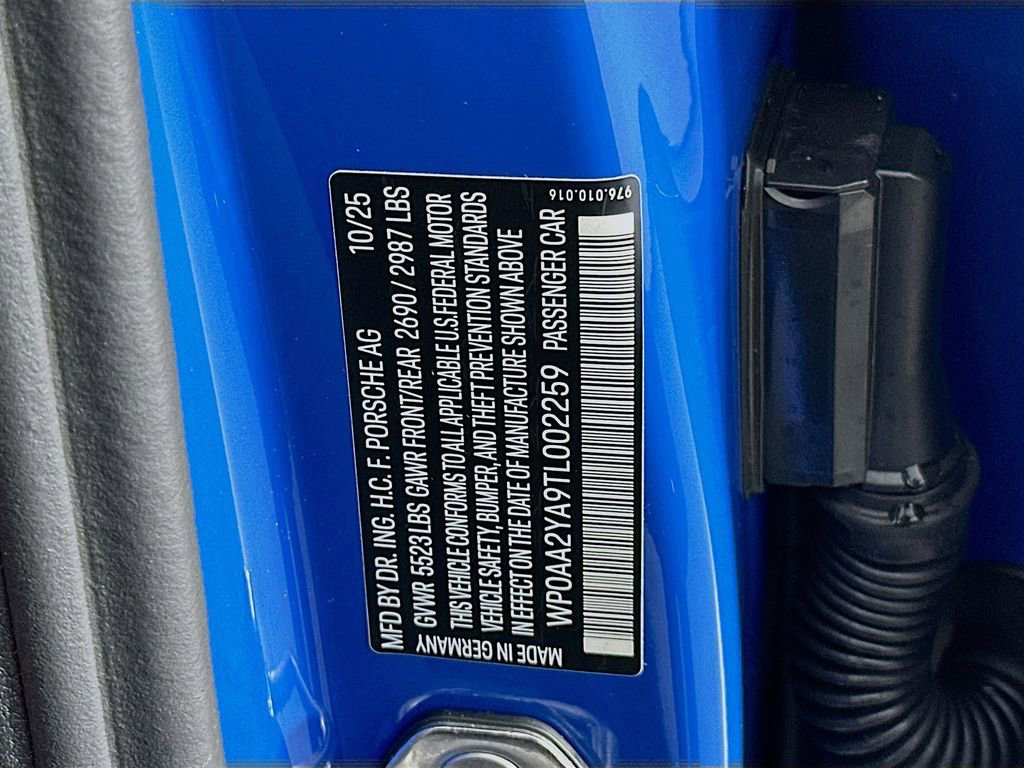 MFD BY DR. ING. H.C. F. PORSCHE AG 10/25
GVWR 5523 LBS GAWR FRONT/REAR 2690 / 2987 LBS
THIS VEHICLE CONFORMS TO ALL APPLICABLE U.S. FEDERAL MOTOR
VEHICLE SAFETY, BUMPER, AND THEFT PREVENTION STANDARDS
IN EFFECT ON THE DATE OF MANUFACTURE SHOWN ABOVE
WP0AA2YA9TL002259 PASSENGER CAR
MADE IN GERMANY
976.010.016